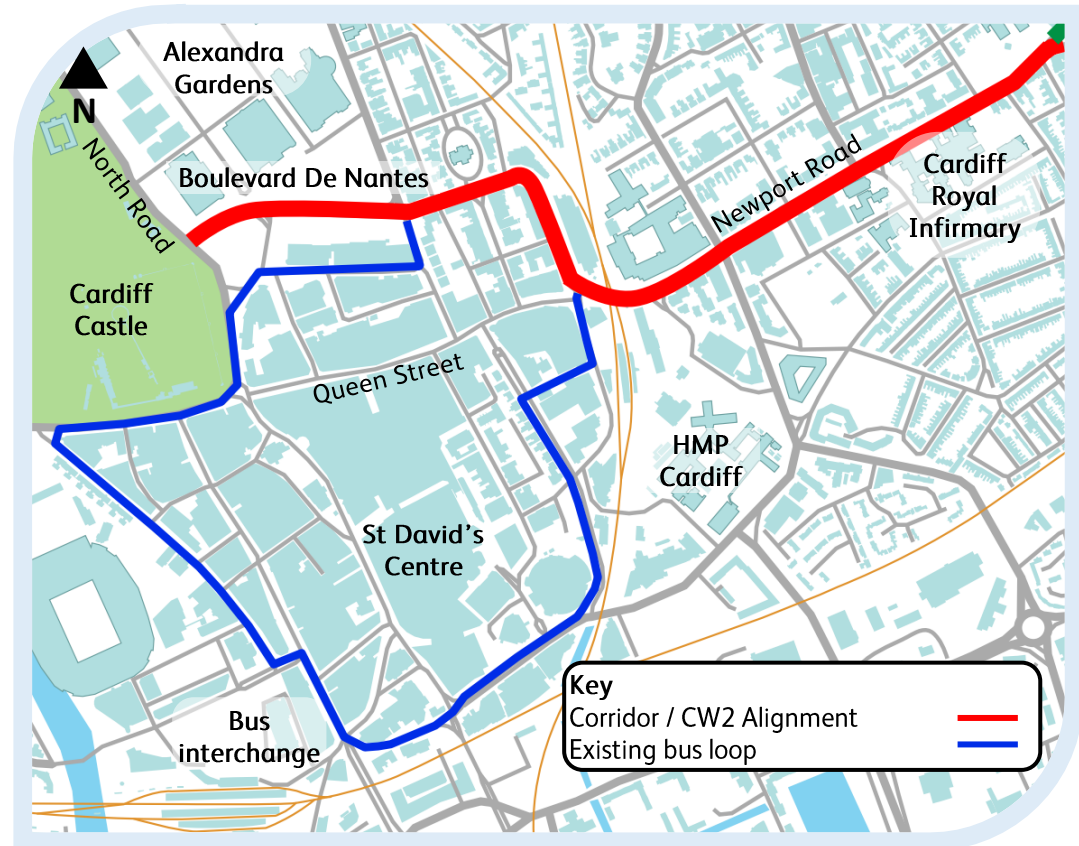 Alexandra
Gardens
N
North Road
Boulevard De Nantes
Newport Road
Cardiff
Royal
Infirmary
Cardiff
Castle
Queen Street
HMP
Cardiff
St David's
Centre
Bus
interchange
Key
Corridor / CW2 Alignment
Existing bus loop